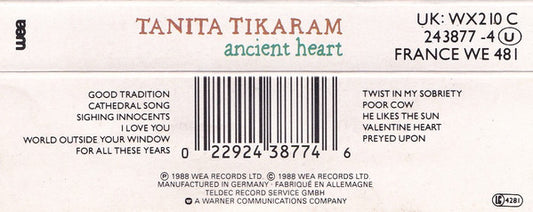 wea
TANITA TIKARAM
ancient heart
UK: WX210 C
243877 -4 U
FRANCE WE 481
GOOD TRADITION
CATHEDRAL SONG
SIGHING INNOCENTS
I LOVE YOU
WORLD OUTSIDE YOUR WINDOW
FOR ALL THESE YEARS
0 22924 38774 6
TWIST IN MY SOBRIETY
POOR COW
HE LIKES THE SUN
VALENTINE HEART
PREYED UPON
℗ 1988 WEA RECORDS LTD. © 1988 WEA RECORDS LTD.
MANUFACTURED IN GERMANY · FABRIQUÉ EN ALLEMAGNE
TELDEC RECORD SERVICE GMBH
A WARNER COMMUNICATIONS COMPANY
4281